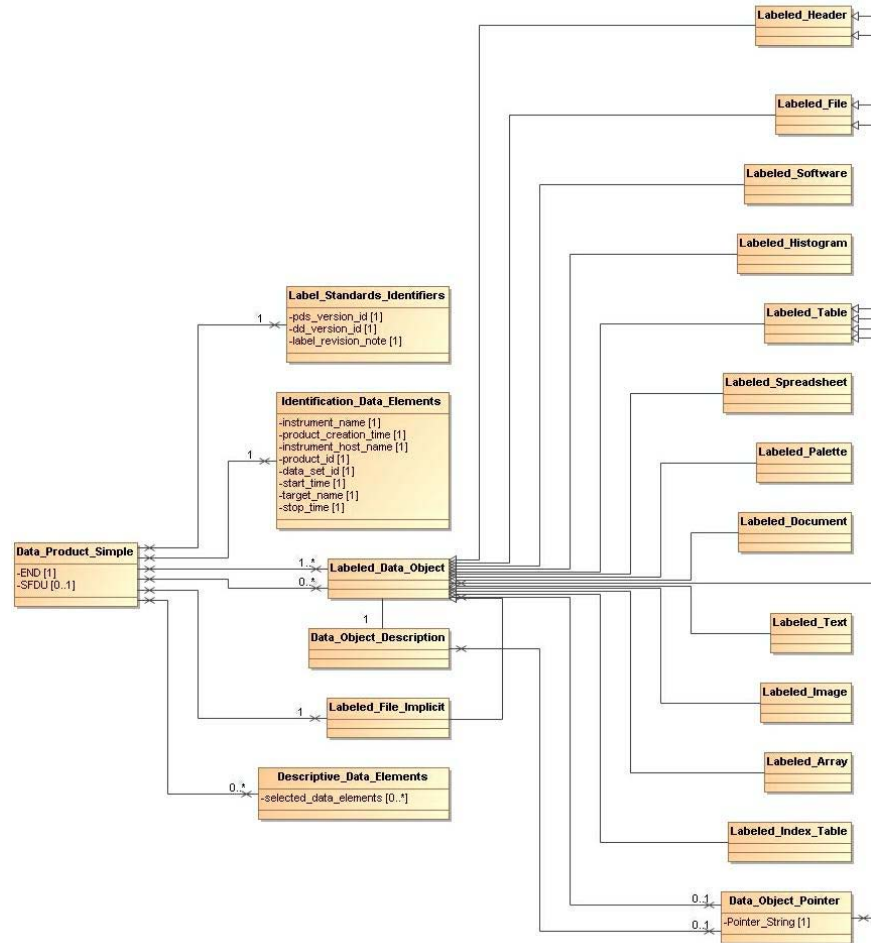 Labeled_Header
Labeled_File
Labeled_Software
Labeled_Histogram
Label_Standards_Identifiers
-pds_version_id [1]
-dd_version_id [1]
-label_revision_note [1]
1
Labeled_Table
Labeled_Spreadsheet
Identification_Data_Elements
-instrument_name [1]
-product_creation_time [1]
-instrument_host_name [1]
-product_id [1]
-data_set_id [1]
-start_time [1]
-target_name [1]
-stop_time [1]
1
Labeled_Palette
Labeled_Document
Data_Product_Simple
-END [1]
-SFDU [0..1]
1..*
0..*
Labeled_Data_Object
1
Data_Object_Description
Labeled_Text
Labeled_Image
1
Labeled_File_Implicit
Labeled_Array
0..*
Descriptive_Data_Elements
-selected_data_elements [0..*]
Labeled_Index_Table
0..1
0..1
Data_Object_Pointer
-Pointer_String [1]